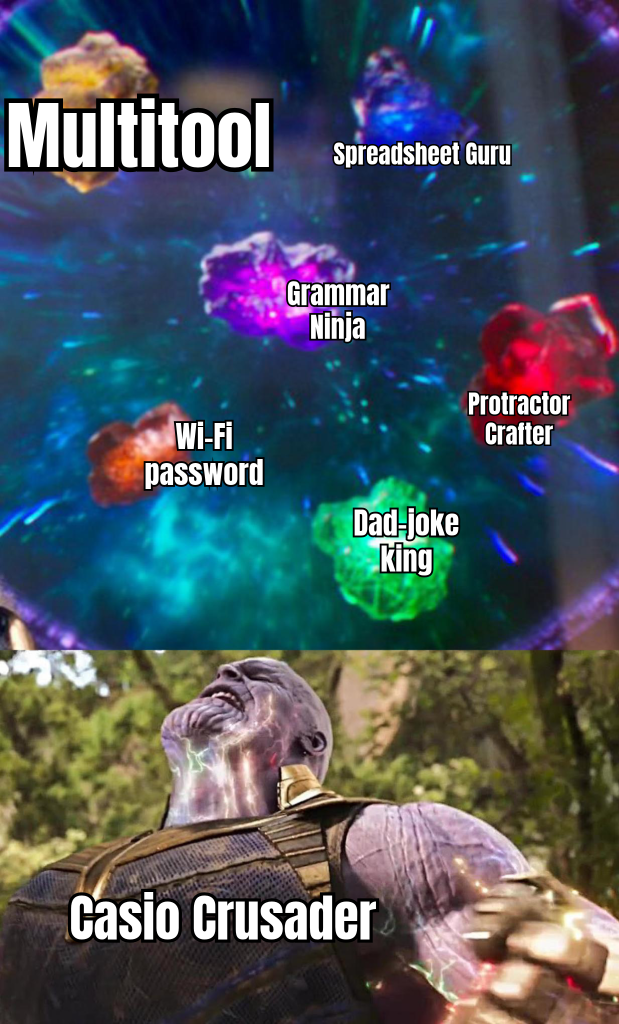 Multitool
Spreadsheet Guru
Grammar
Ninja
Protractor
Crafter
Wi-Fi
password
Dad-joke
king
Casio Crusader